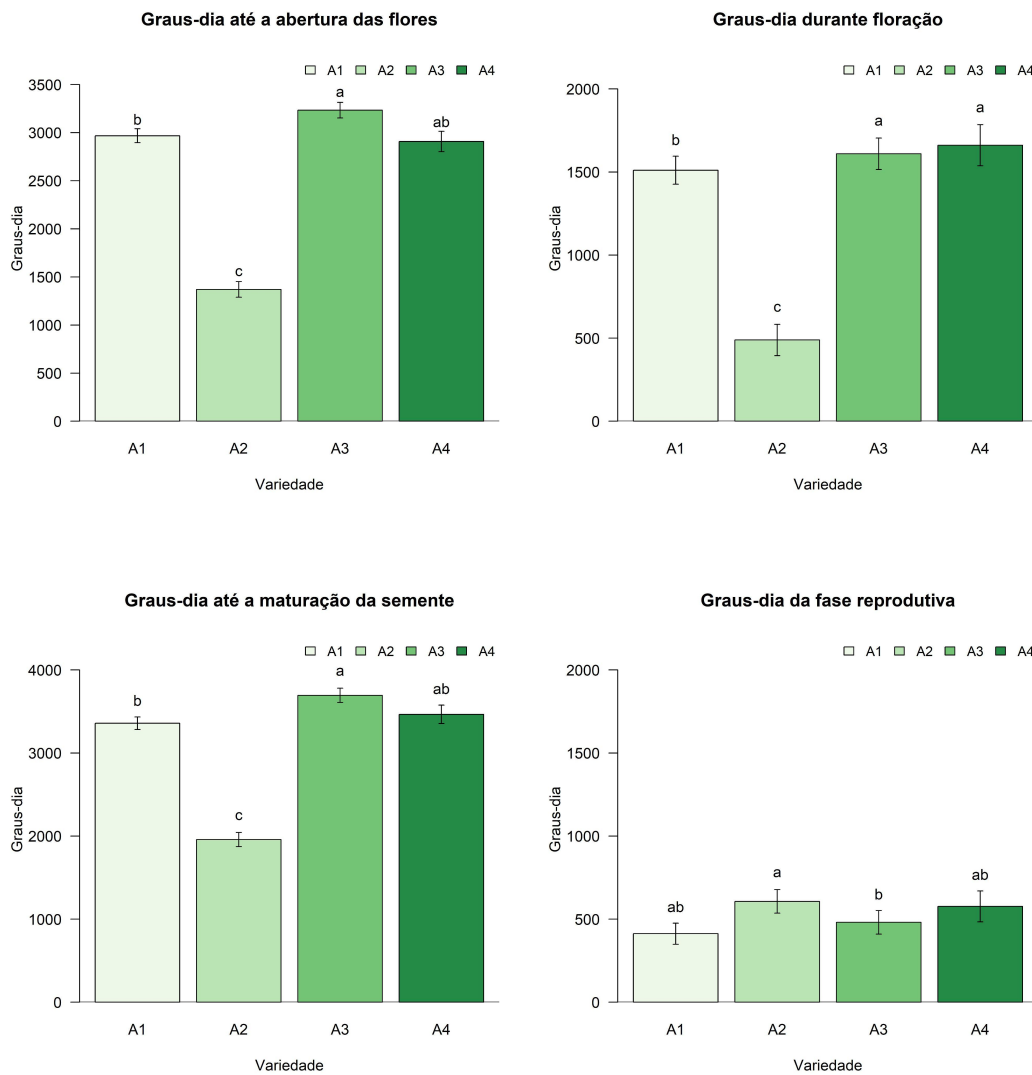 Graus-dia até a abertura das flores
A1 A2 A3 A4
3500
3000
2500
2000
1500
1000
500
0
Graus-dia
b
c
a
ab
A1 A2 A3 A4
Variedade
Graus-dia durante floração
A1 A2 A3 A4
2000
1500
1000
500
0
Graus-dia
b
c
a
a
A1 A2 A3 A4
Variedade
Graus-dia até a maturação da semente
A1 A2 A3 A4
4000
3000
2000
1000
0
Graus-dia
b
c
a
ab
A1 A2 A3 A4
Variedade
Graus-dia da fase reprodutiva
A1 A2 A3 A4
2000
1500
1000
500
0
Graus-dia
ab
a
b
ab
A1 A2 A3 A4
Variedade